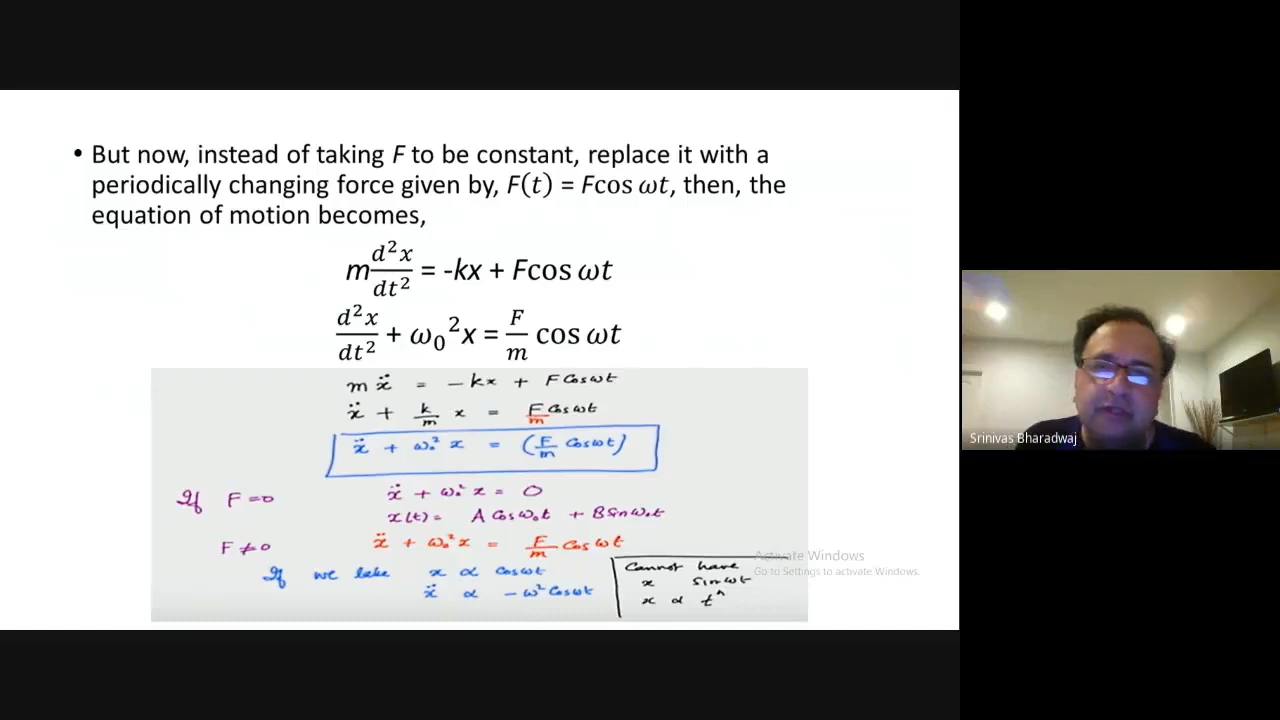 • But now, instead of taking F to be constant, replace it with a
periodically changing force given by, F(t) = Fcos ωt, then, the
equation of motion becomes,
m d²x/dt² = -kx + Fcos ωt
d²x/dt² + ω₀²x = F/m cos ωt
m ẍ = - kx + F Cos ωt
ẍ + k/m x = F/m Cos ωt
ẍ + ω₀² x = (F/m Cos ωt)
If F = 0 ẍ + ω₀² x = 0
x(t) = A Cos ω₀t + B Sin ω₀t
F ≠ 0 ẍ + ω₀² x = F/m Cos ωt
If we take x ∝ Cos ωt
ẍ ∝ - ω² Cos ωt
Cannot have
x sin ωt
x ∝ tⁿ
Activate Windows
Go to Settings to activate Windows.
Srinivas Bharadwaj